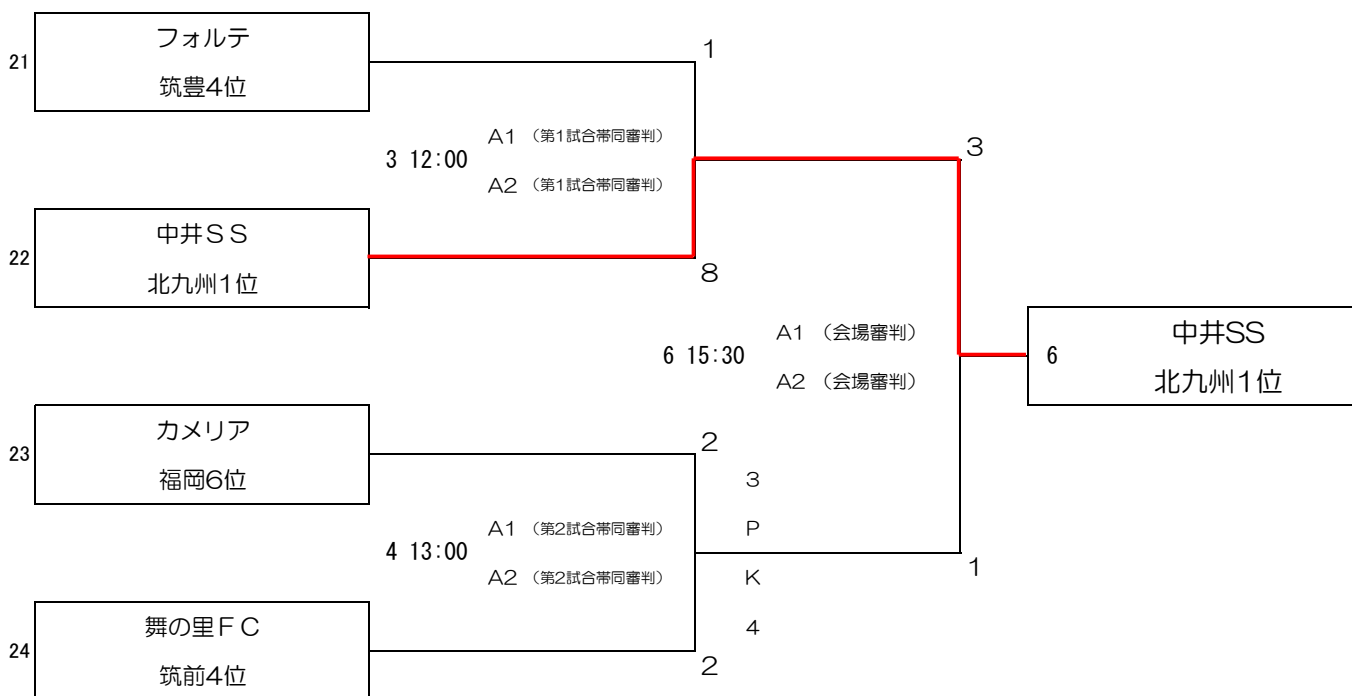 21
フォルテ
筑豊4位
1
3 12:00
A1 (第1試合帯同審判)
A2 (第1試合帯同審判)
3
22
中井SS
北九州1位
8
6 15:30
A1 (会場審判)
A2 (会場審判)
6
中井SS
北九州1位
23
カメリア
福岡6位
2
3
P
K
4
4 13:00
A1 (第2試合帯同審判)
A2 (第2試合帯同審判)
1
24
舞の里FC
筑前4位
2